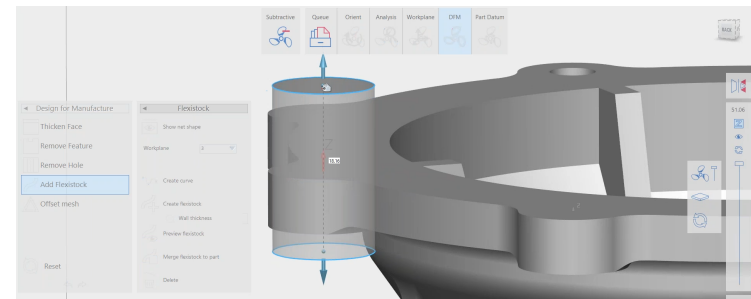 Subtractive
Queue
Orient
Analysis
Workplane
DFM
Part Datum
Design for Manufacture
Thicken Face
Remove Feature
Remove Hole
Add Flexistock
Offset mesh
Reset
Flexistock
Show net shape
Workplane
Create curve
Create flexistock
Wall thickness
Preview flexistock
Merge flexistock to part
Delete
51.06